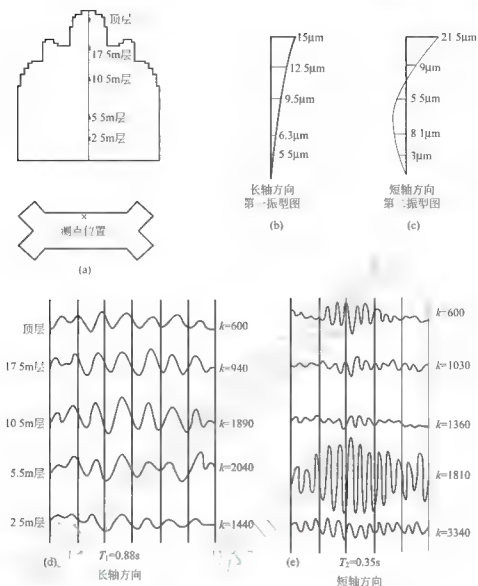 顶层
17 5m层
10.5m层
5.5m层
2.5m层
测点位置
(a)
15μm
12.5μm
9.5μm
6.3μm
5 5μm
长轴方向
第一振型图
(b)
21 5μm
9μm
5 5μm
8 1μm
3μm
短轴方向
第二振型图
(c)
顶层
k=600
17 5m层
k=940
10 5m层
k=1890
5.5m层
k=2040
2 5m层
k=1440
(d)
T₁=0.88s
长轴方向
k=600
k=1030
k=1360
k=1810
k=3340
(e)
T₂=0.35s
短轴方向